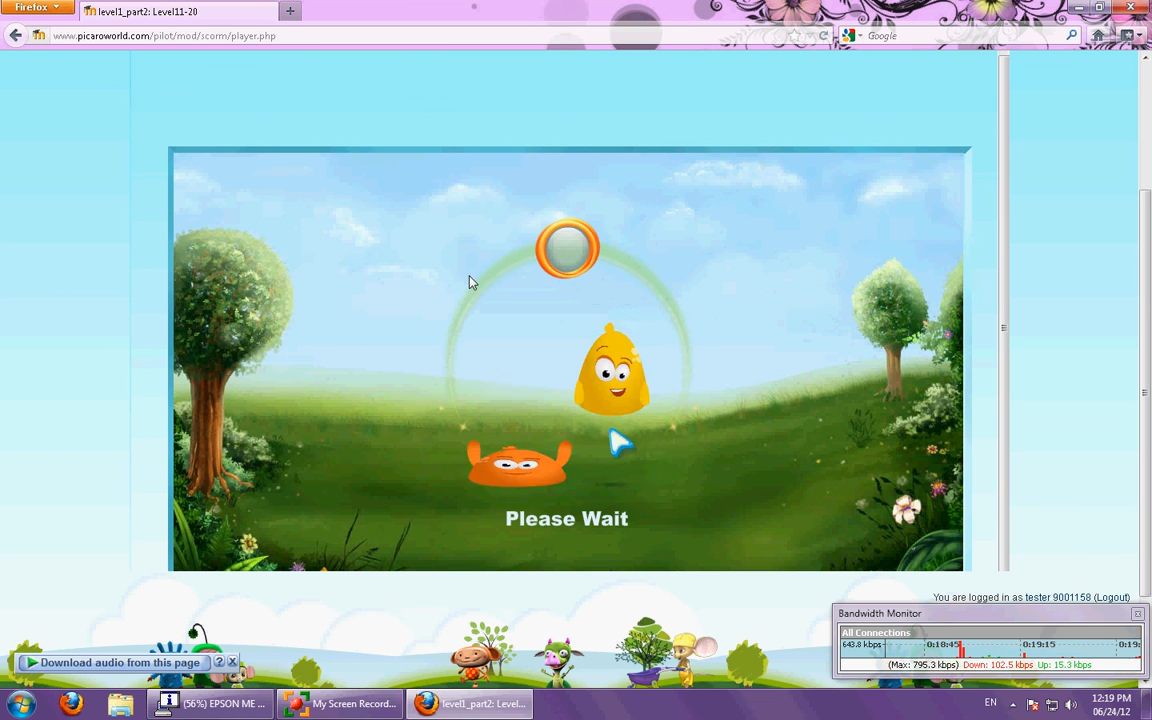 Firefox
level1_part2: Level11-20
www.picaroworld.com/pilot/mod/scorm/player.php
Google
Please Wait
You are logged in as tester 9001158 (Logout)
Bandwidth Monitor
All Connections
643.8 kbps 0:18:45 0:19:15 0:19:
(Max: 795.3 kbps) Down: 102.5 kbps Up: 15.3 kbps
Download audio from this page ?
(56%) EPSON ME ...
My Screen Record...
level1_part2: Level...
EN
12:19 PM
06/24/12